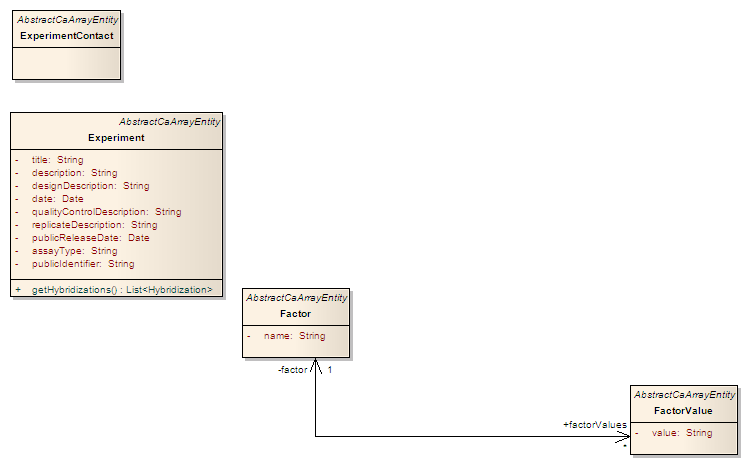 AbstractCaArrayEntity
ExperimentContact
AbstractCaArrayEntity
Experiment
- title: String
- description: String
- designDescription: String
- date: Date
- qualityControlDescription: String
- replicateDescription: String
- publicReleaseDate: Date
- assayType: String
- publicIdentifier: String
+ getHybridizations() : List<Hybridization>
AbstractCaArrayEntity
Factor
- name: String
-factor 1
AbstractCaArrayEntity
FactorValue
+factorValues
- value: String
*